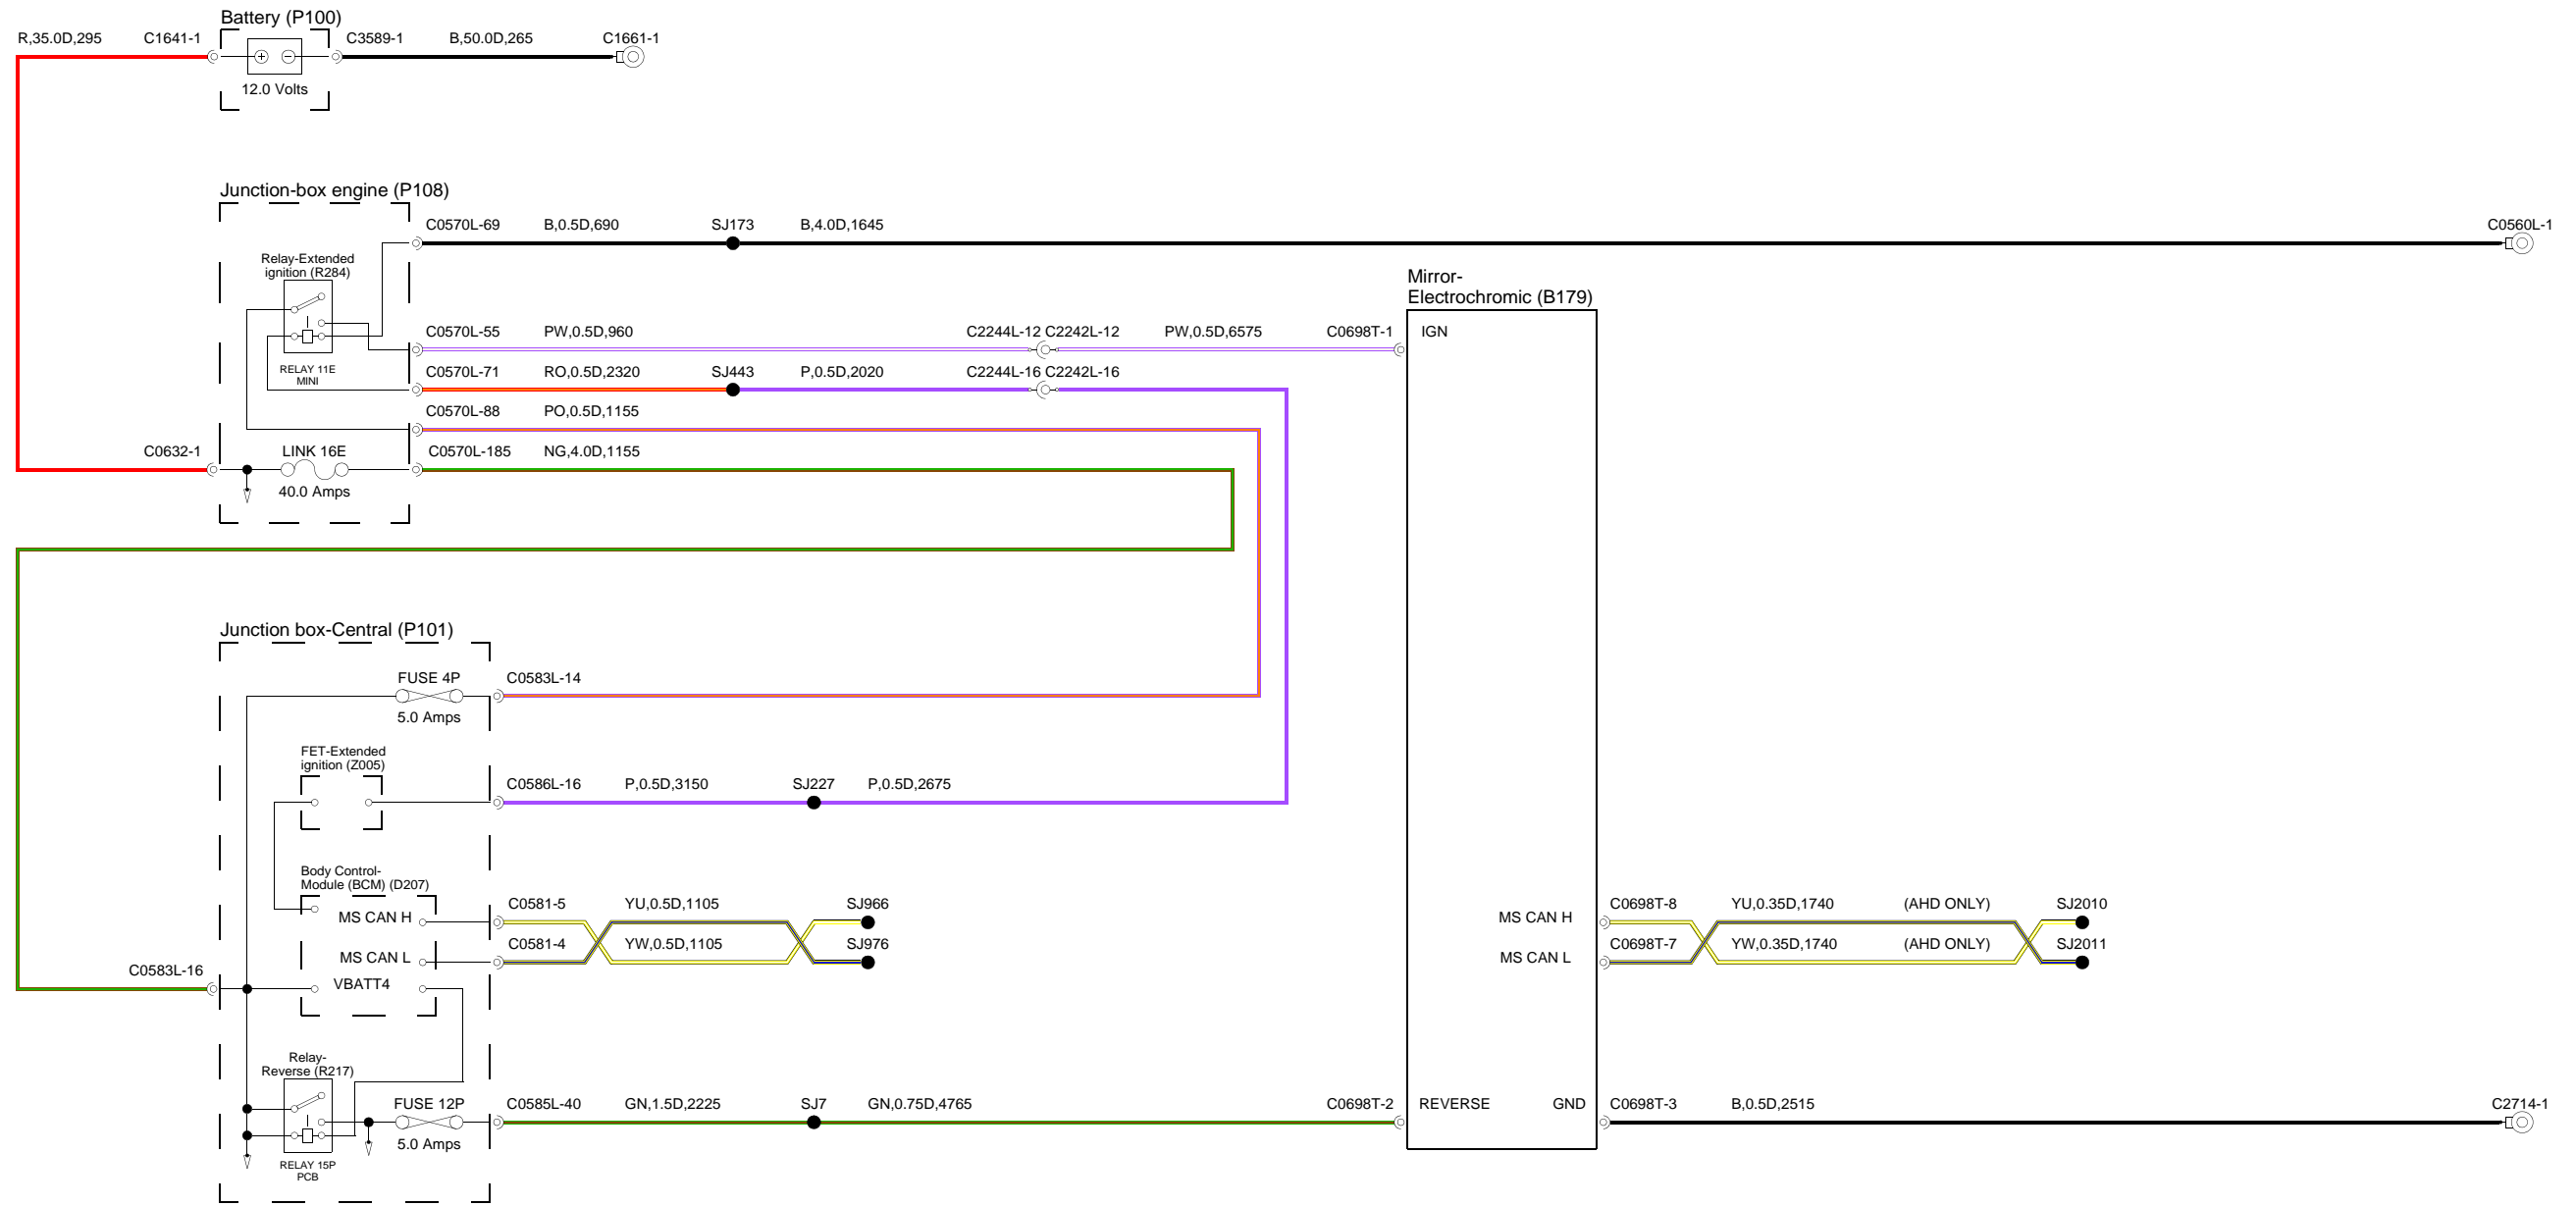 Battery (P100)
R,35.0D,295 C1641-1 C3589-1 B,50.0D,265 C1661-1
12.0 Volts
Junction-box engine (P108)
C0570L-69 B,0.5D,690 SJ173 B,4.0D,1645 C0560L-1
Relay-Extended
ignition (R284)
Mirror-
Electrochromic (B179)
C0570L-55 PW,0.5D,960 C2244L-12 C2242L-12 PW,0.5D,6575 C0698T-1 IGN
RELAY 11E
MINI
C0570L-71 RO,0.5D,2320 SJ443 P,0.5D,2020 C2244L-16 C2242L-16
C0570L-88 PO,0.5D,1155
C0632-1 LINK 16E C0570L-185 NG,4.0D,1155
40.0 Amps
Junction box-Central (P101)
FUSE 4P C0583L-14
5.0 Amps
FET-Extended
ignition (Z005)
C0586L-16 P,0.5D,3150 SJ227 P,0.5D,2675
Body Control-
Module (BCM) (D207)
MS CAN H C0581-5 YU,0.5D,1105 SJ966 MS CAN H C0698T-8 YU,0.35D,1740 (AHD ONLY) SJ2010
MS CAN L C0581-4 YW,0.5D,1105 SJ976 MS CAN L C0698T-7 YW,0.35D,1740 (AHD ONLY) SJ2011
C0583L-16 VBATT4
Relay-
Reverse (R217)
FUSE 12P C0585L-40 GN,1.5D,2225 SJ7 GN,0.75D,4765 C0698T-2 REVERSE GND C0698T-3 B,0.5D,2515 C2714-1
5.0 Amps
RELAY 15P
PCB